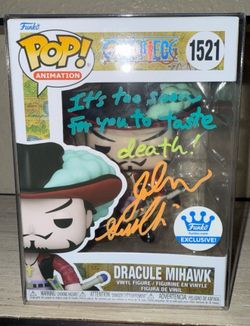 Funko
POP!
ANIMATION
ONE PIECE
1521
It's too soon
for you to taste
death!
Funko
EXCLUSIVE!
DRACULE MIHAWK
VINYL FIGURE / FIGURINE EN VINYLE
FIGURA DE VINIL